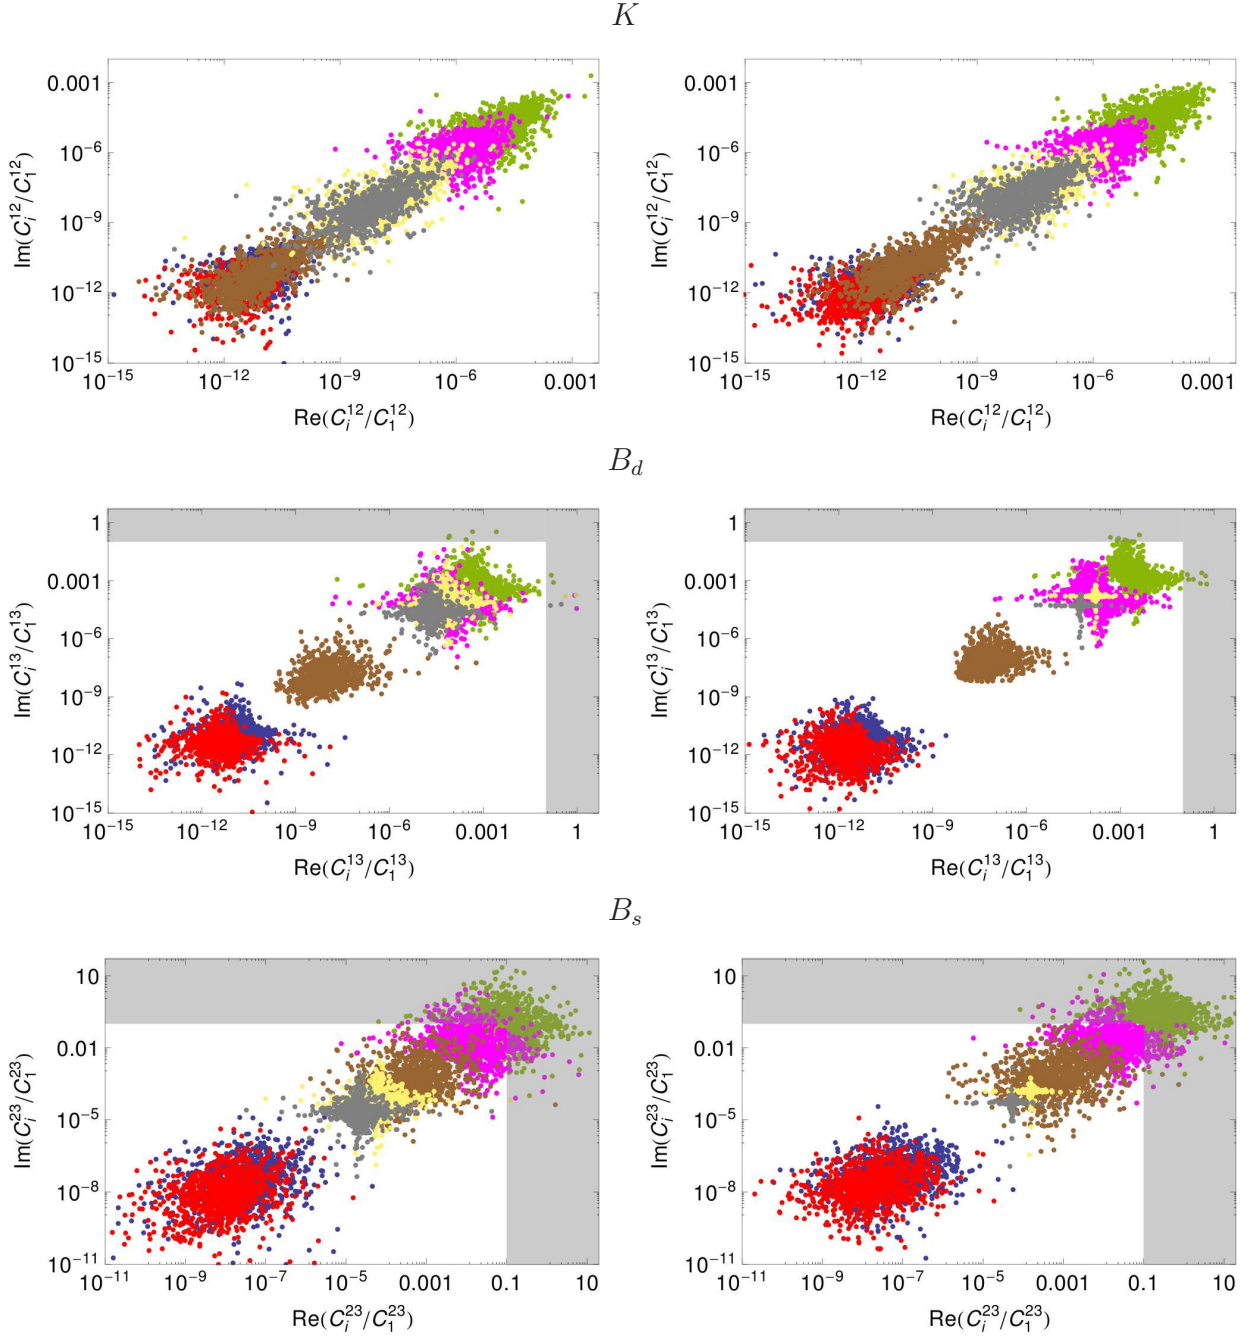 K
0.001
10⁻⁶
10⁻⁹
10⁻¹²
10⁻¹⁵
Im(C_i^{12}/C_1^{12})
10⁻¹⁵ 10⁻¹² 10⁻⁹ 10⁻⁶ 0.001
Re(C_i^{12}/C_1^{12})
0.001
10⁻⁶
10⁻⁹
10⁻¹²
10⁻¹⁵
Im(C_i^{12}/C_1^{12})
10⁻¹⁵ 10⁻¹² 10⁻⁹ 10⁻⁶ 0.001
Re(C_i^{12}/C_1^{12})
B_d
1
0.001
10⁻⁶
10⁻⁹
10⁻¹²
10⁻¹⁵
Im(C_i^{13}/C_1^{13})
10⁻¹⁵ 10⁻¹² 10⁻⁹ 10⁻⁶ 0.001 1
Re(C_i^{13}/C_1^{13})
1
0.001
10⁻⁶
10⁻⁹
10⁻¹²
10⁻¹⁵
Im(C_i^{13}/C_1^{13})
10⁻¹⁵ 10⁻¹² 10⁻⁹ 10⁻⁶ 0.001 1
Re(C_i^{13}/C_1^{13})
B_s
10
0.01
10⁻⁵
10⁻⁸
10⁻¹¹
Im(C_i^{23}/C_1^{23})
10⁻¹¹ 10⁻⁹ 10⁻⁷ 10⁻⁵ 0.001 0.1 10
Re(C_i^{23}/C_1^{23})
10
0.01
10⁻⁵
10⁻⁸
10⁻¹¹
Im(C_i^{23}/C_1^{23})
10⁻¹¹ 10⁻⁹ 10⁻⁷ 10⁻⁵ 0.001 0.1 10
Re(C_i^{23}/C_1^{23})